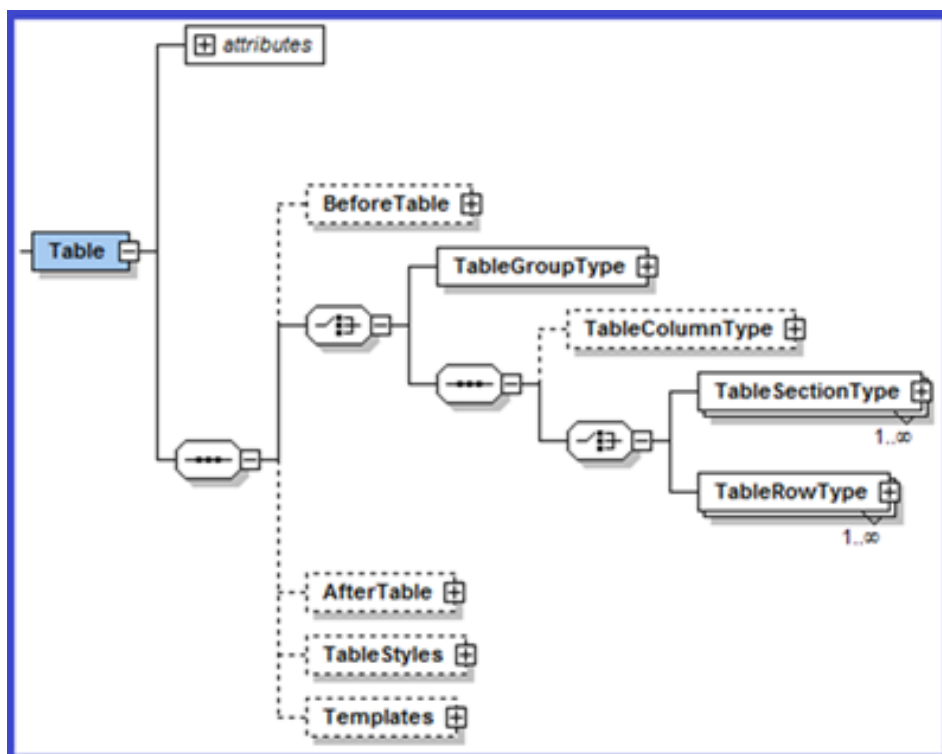 attributes
BeforeTable
Table
TableGroupType
TableColumnType
TableSectionType
1..∞
TableRowType
1..∞
AfterTable
TableStyles
Templates